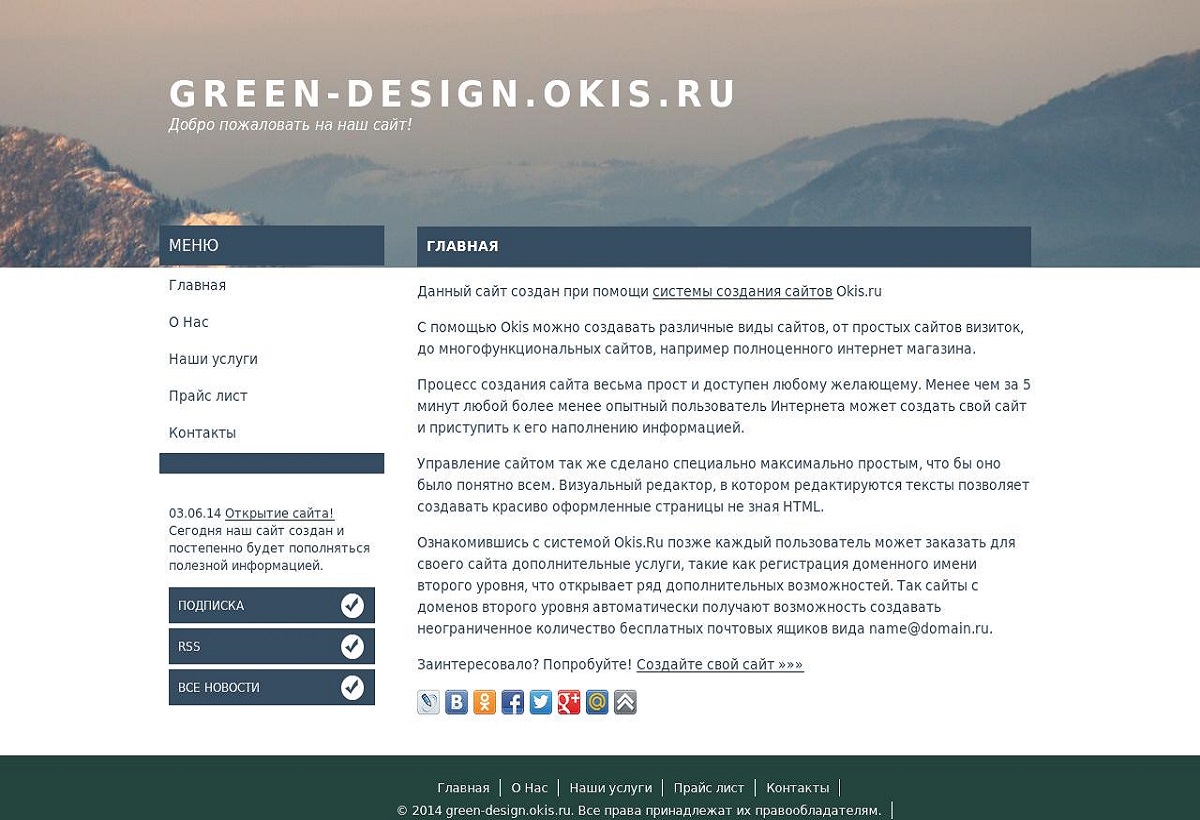 GREEN-DESIGN.OKIS.RU
Добро пожаловать на наш сайт!
МЕНЮ
Главная
О Нас
Наши услуги
Прайс лист
Контакты
03.06.14 Открытие сайта!
Сегодня наш сайт создан и
постепенно будет пополняться
полезной информацией.
ПОДПИСКА
RSS
ВСЕ НОВОСТИ
ГЛАВНАЯ
Данный сайт создан при помощи системы создания сайтов Okis.ru
С помощью Okis можно создавать различные виды сайтов, от простых сайтов визиток,
до многофункциональных сайтов, например полноценного интернет магазина.
Процесс создания сайта весьма прост и доступен любому желающему. Менее чем за 5
минут любой более менее опытный пользователь Интернета может создать свой сайт
и приступить к его наполнению информацией.
Управление сайтом так же сделано специально максимально простым, что бы оно
было понятно всем. Визуальный редактор, в котором редактируются тексты позволяет
создавать красиво оформленные страницы не зная HTML.
Ознакомившись с системой Okis.Ru позже каждый пользователь может заказать для
своего сайта дополнительные услуги, такие как регистрация доменного имени
второго уровня, что открывает ряд дополнительных возможностей. Так сайты с
доменов второго уровня автоматически получают возможность создавать
неограниченное количество бесплатных почтовых ящиков вида name@domain.ru.
Заинтересовало? Попробуйте! Создайте свой сайт »»»
Главная | О Нас | Наши услуги | Прайс лист | Контакты |
© 2014 green-design.okis.ru. Все права принадлежат их правообладателям. |